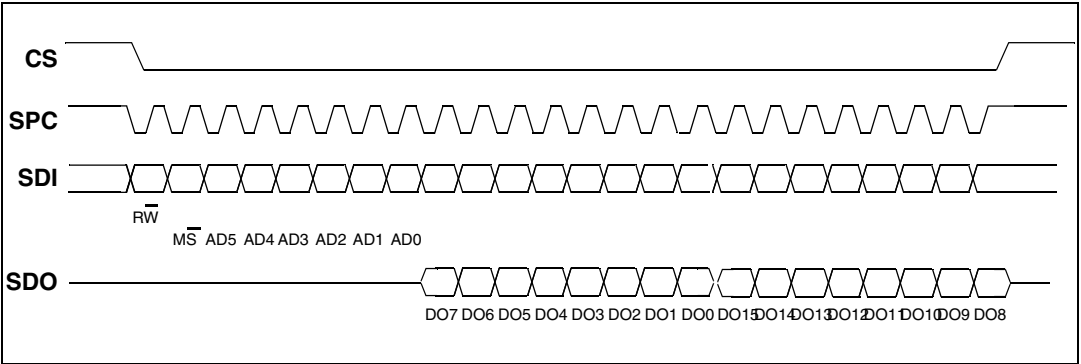 CS
SPC
SDI
RW̅
MS̅ AD5 AD4 AD3 AD2 AD1 AD0
SDO
DO7 DO6 DO5 DO4 DO3 DO2 DO1 DO0 DO15 DO14 DO13 DO12 DO11 DO10 DO9 DO8